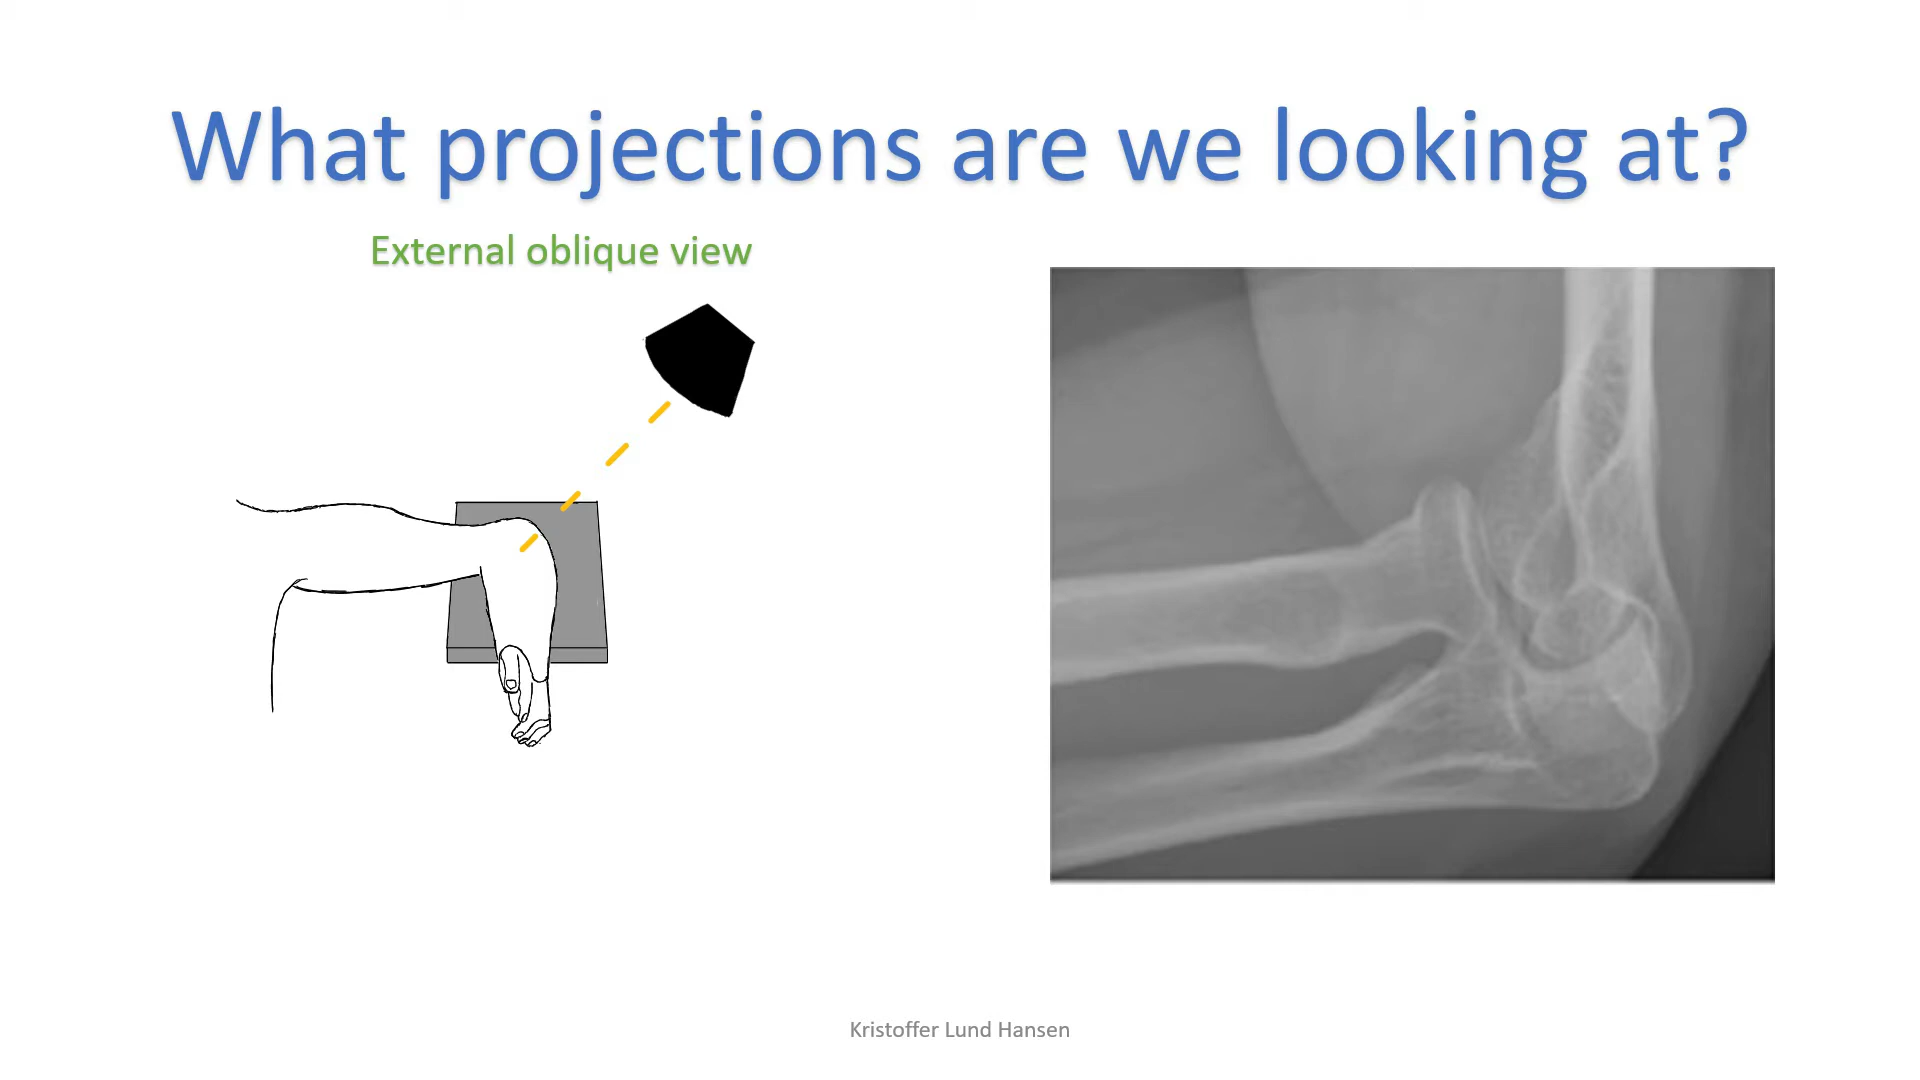 What projections are we looking at?
External oblique view
Kristoffer Lund Hansen